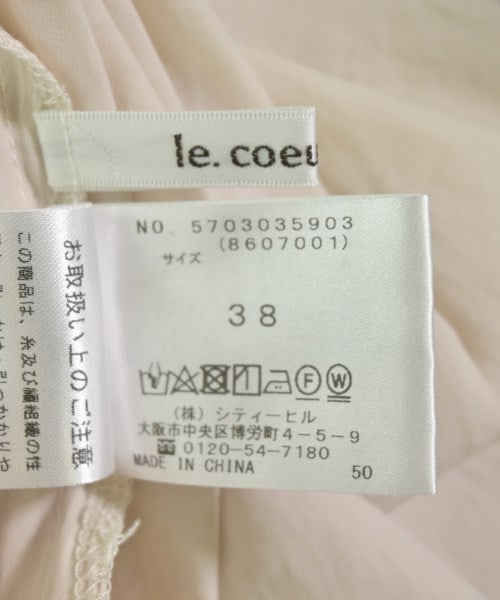 le. coeu
NO. 5703035903
(8607001)
サイズ
38
(株) シティーヒル
大阪市中央区博労町4-5-9
☎ 0120-54-7180
MADE IN CHINA
50
お取扱い上のご注意
この商品は、糸及び繊組織の性